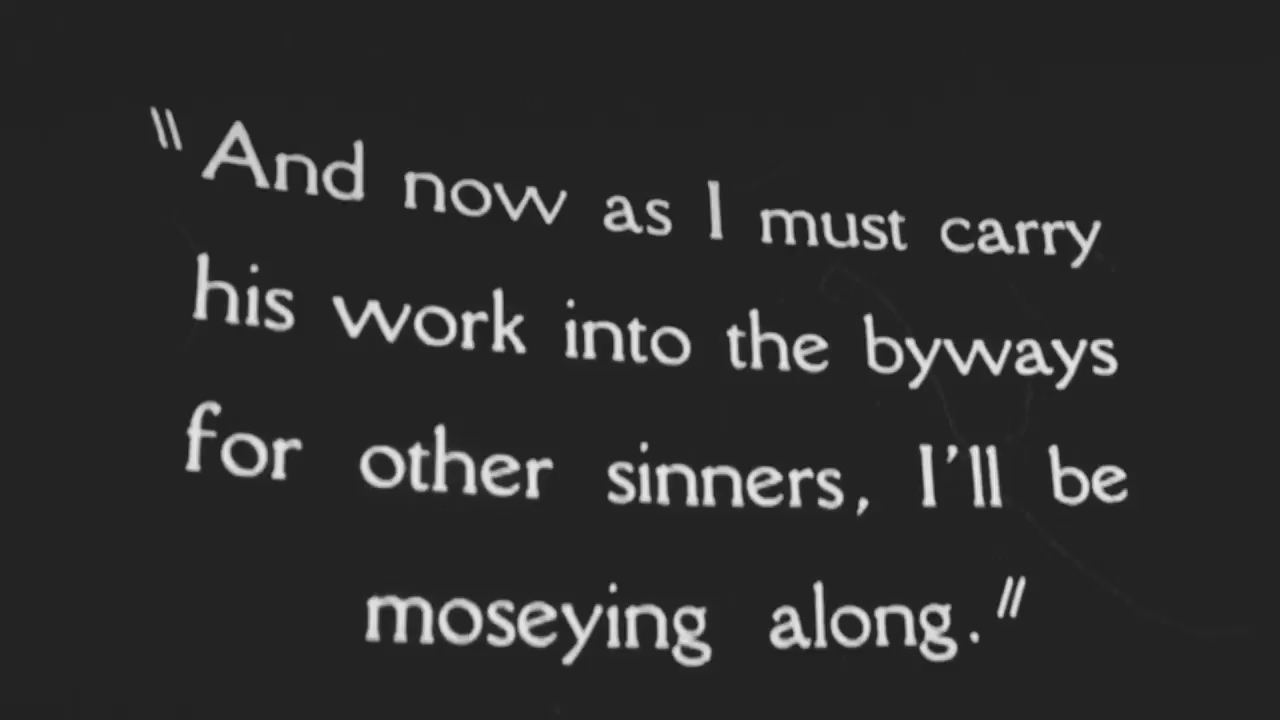 "And now as I must carry
his work into the byways
for other sinners, I'll be
moseying along."